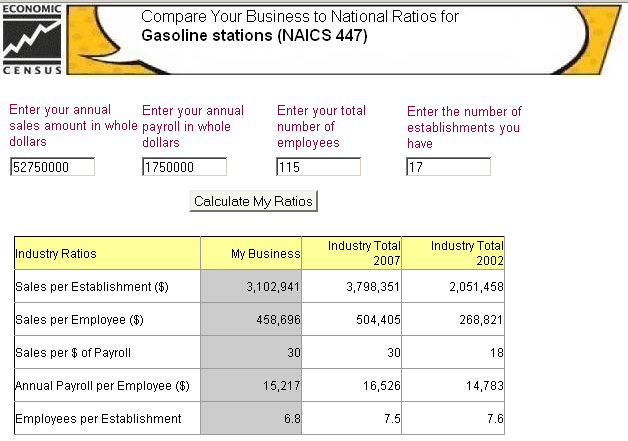 ECONOMIC
CENSUS
Compare Your Business to National Ratios for
Gasoline stations (NAICS 447)
Enter your annual sales amount in whole dollars
Enter your annual payroll in whole dollars
Enter your total number of employees
Enter the number of establishments you have
52750000 1750000 115 17
Calculate My Ratios
Industry Ratios My Business Industry Total 2007 Industry Total 2002
Sales per Establishment ($) 3,102,941 3,798,351 2,051,458
Sales per Employee ($) 458,696 504,405 268,821
Sales per $ of Payroll 30 30 18
Annual Payroll per Employee ($) 15,217 16,526 14,783
Employees per Establishment 6.8 7.5 7.6